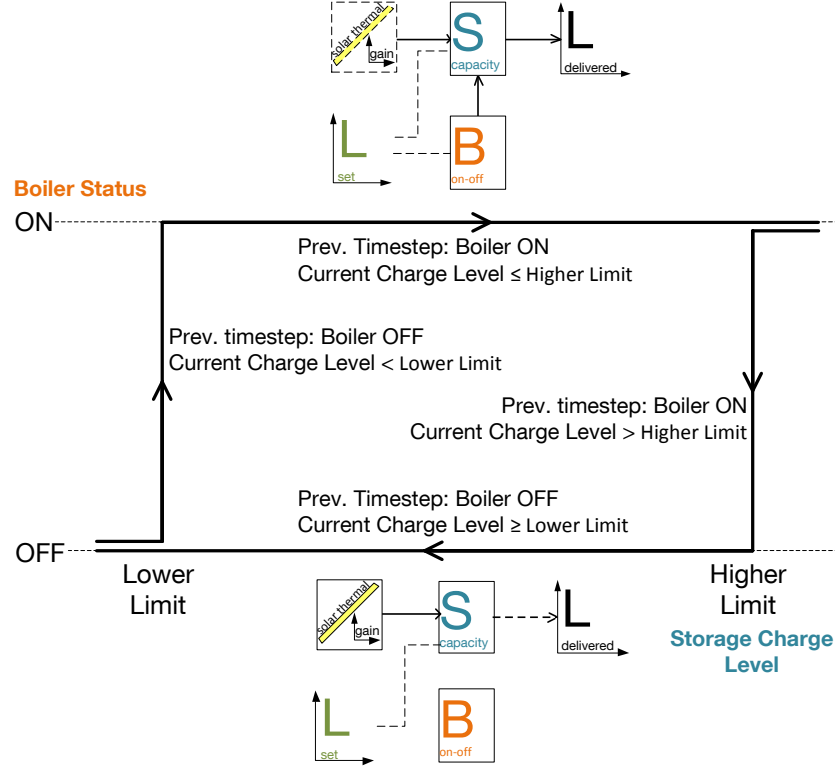 solar thermal
gain
S
capacity
L
delivered
L
set
B
on-off
Boiler Status
ON
Prev. Timestep: Boiler ON
Current Charge Level ≤ Higher Limit
Prev. timestep: Boiler OFF
Current Charge Level < Lower Limit
Prev. timestep: Boiler ON
Current Charge Level > Higher Limit
Prev. Timestep: Boiler OFF
Current Charge Level ≥ Lower Limit
OFF
Lower
Limit
Higher
Limit
solar thermal
gain
S
capacity
L
delivered
Storage Charge
Level
L
set
B
on-off